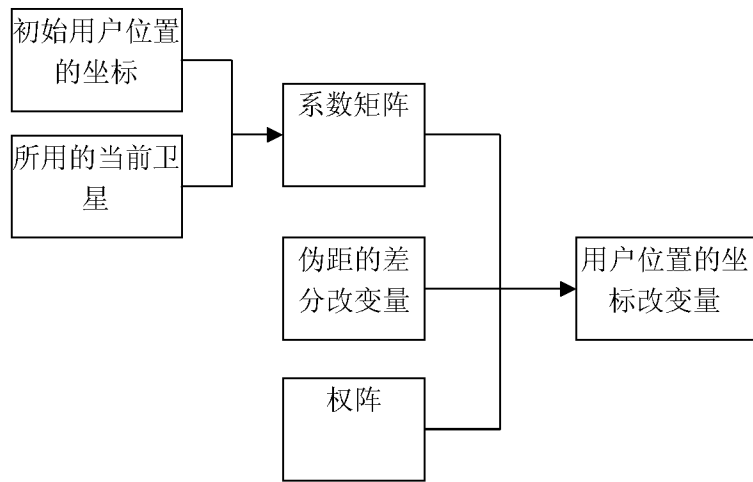 初始用户位置
的坐标
所用的当前卫
星
系数矩阵
伪距的差
分改变量
权阵
用户位置的坐
标改变量